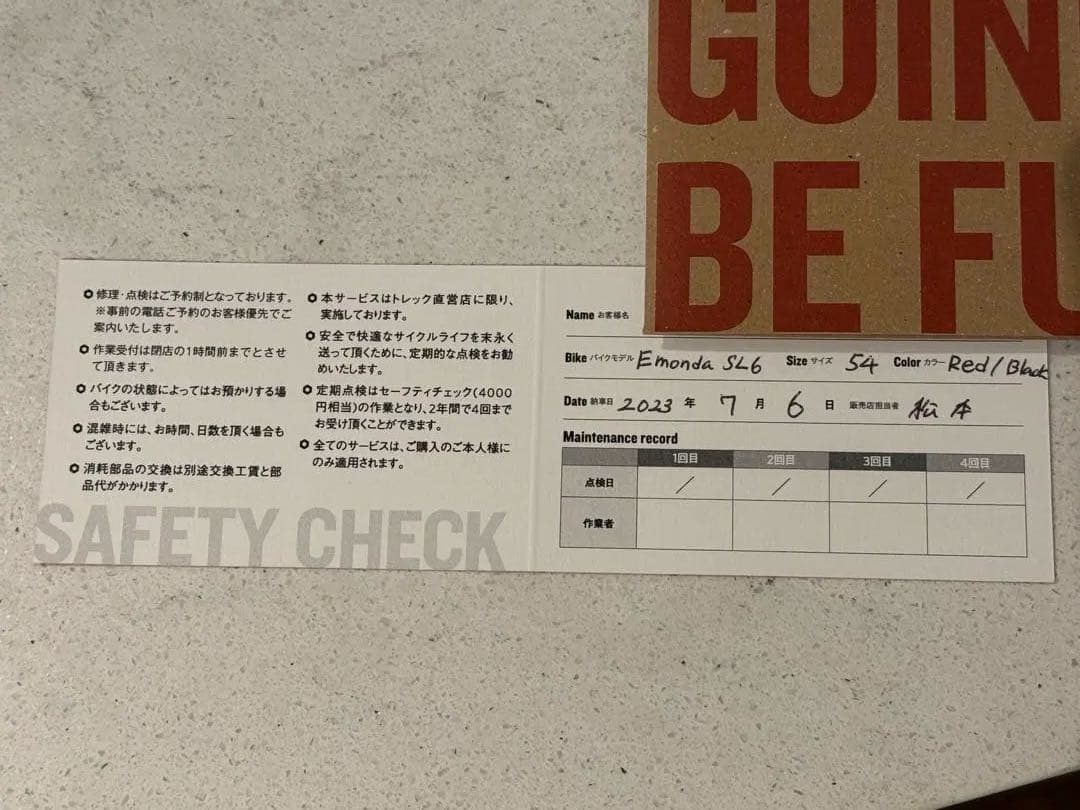 GOIN
BE FU
修理・点検はご予約制となっております。
※事前の電話ご予約のお客様優先でご
案内いたします。
作業受付は閉店の1時間前までとさせ
て頂きます。
バイクの状態によってはお預かりする場
合もございます。
混雑時には、お時間、日数を頂く場合も
ございます。
消耗部品の交換は別途交換工賃と部
品代がかかります。
本サービスはトレック直営店に限り、
実施しております。
安全で快適なサイクルライフを末永く
送って頂くために、定期的な点検をお勧
めいたします。
定期点検はセーフティチェック(4000
円相当)の作業となり、2年間で4回まで
お受け頂くことができます。
全てのサービスは、ご購入のご本人様に
のみ適用されます。
SAFETY CHECK
Name お客様名
Bike バイクモデル Emonda SL6 Size サイズ 54 Color カラー Red/Black
Date 納車日 2023 年 7 月 6 日 販売店担当者 松本
Maintenance record
1回目 2回目 3回目 4回目
点検日 / / / /
作業者